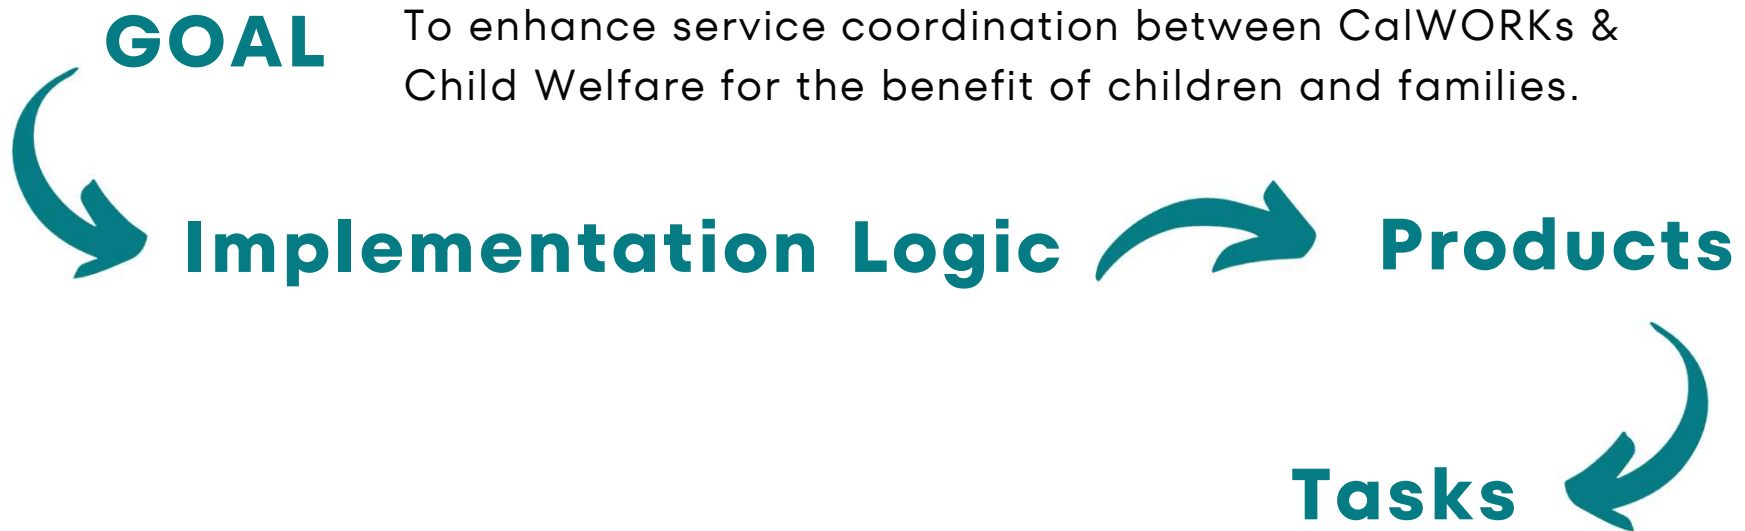 GOAL
To enhance service coordination between CalWORKs &
Child Welfare for the benefit of children and families.
Implementation Logic
Products
Tasks